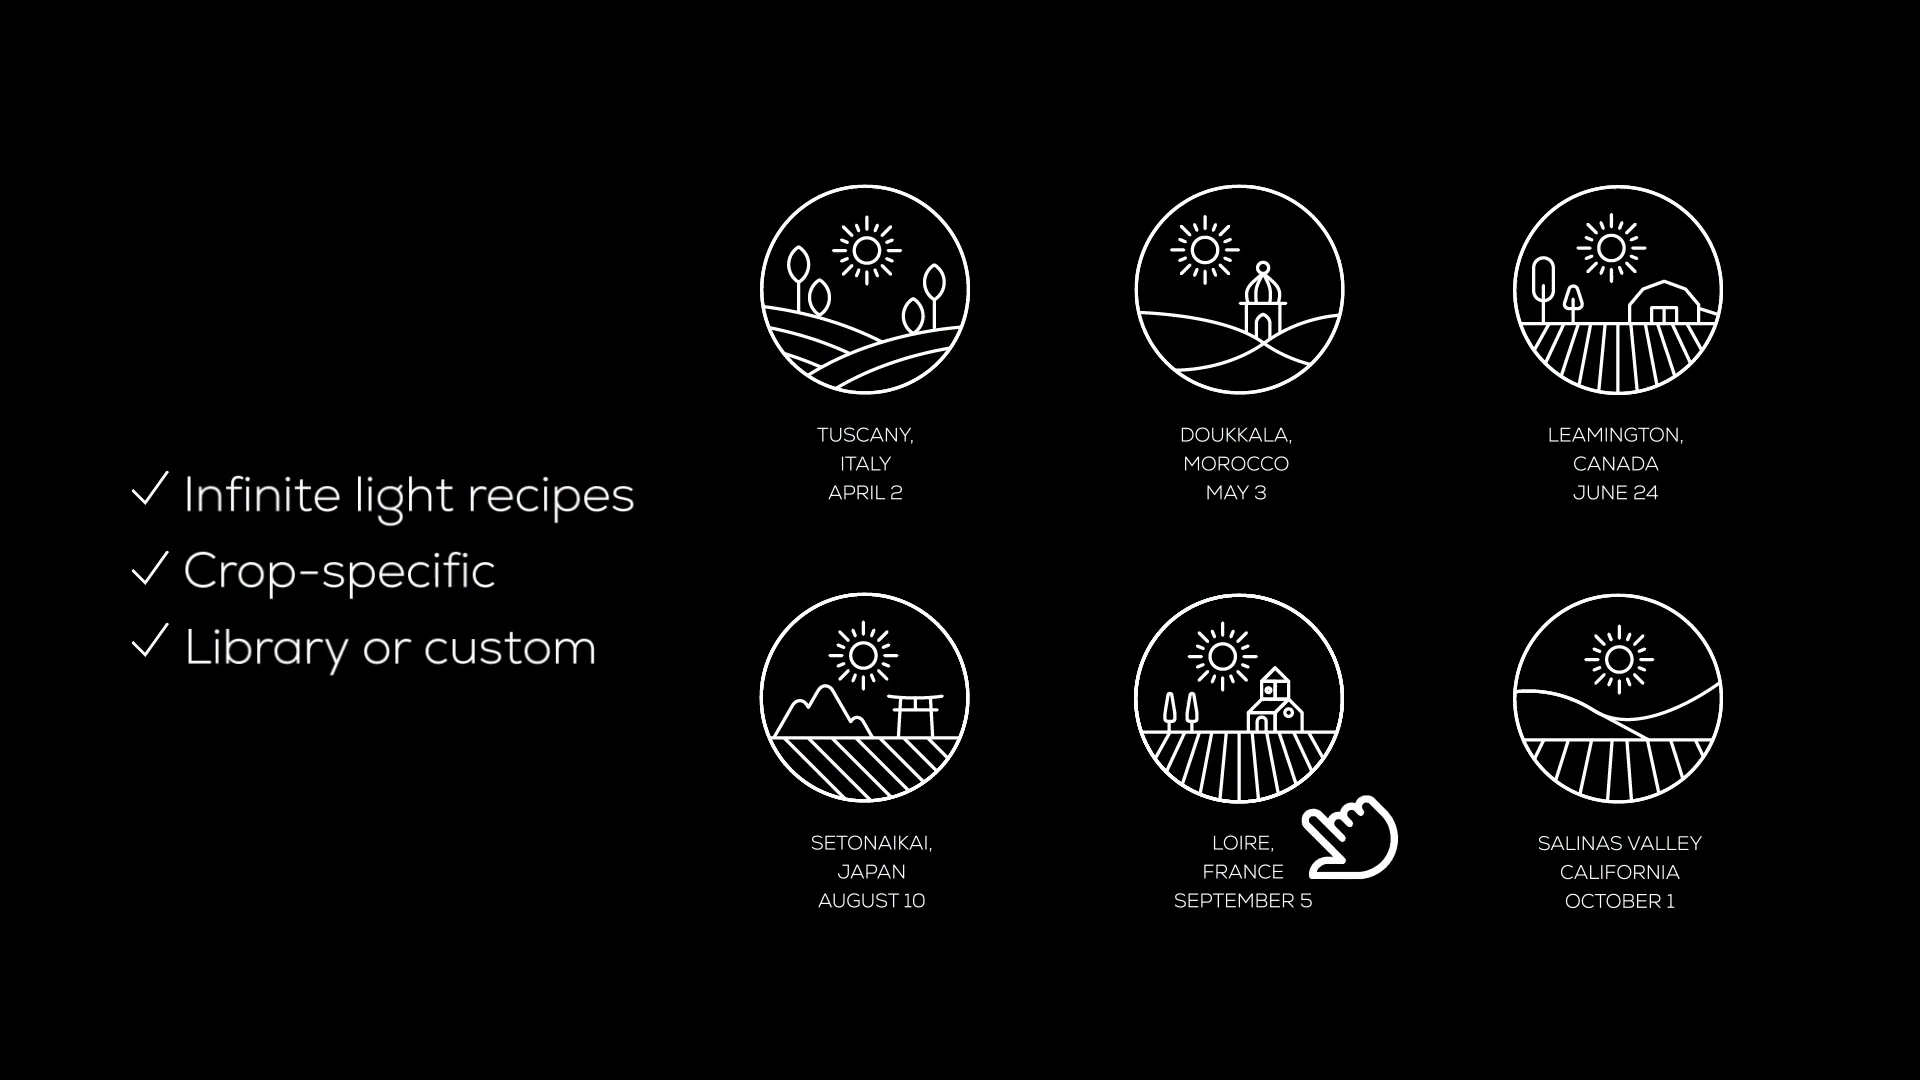 Infinite light recipes
Crop-specific
Library or custom
TUSCANY,
ITALY
APRIL 2
DOUKKALA,
MOROCCO
MAY 3
LEAMINGTON,
CANADA
JUNE 24
SETONAIKAI,
JAPAN
AUGUST 10
LOIRE,
FRANCE
SEPTEMBER 5
SALINAS VALLEY
CALIFORNIA
OCTOBER 1